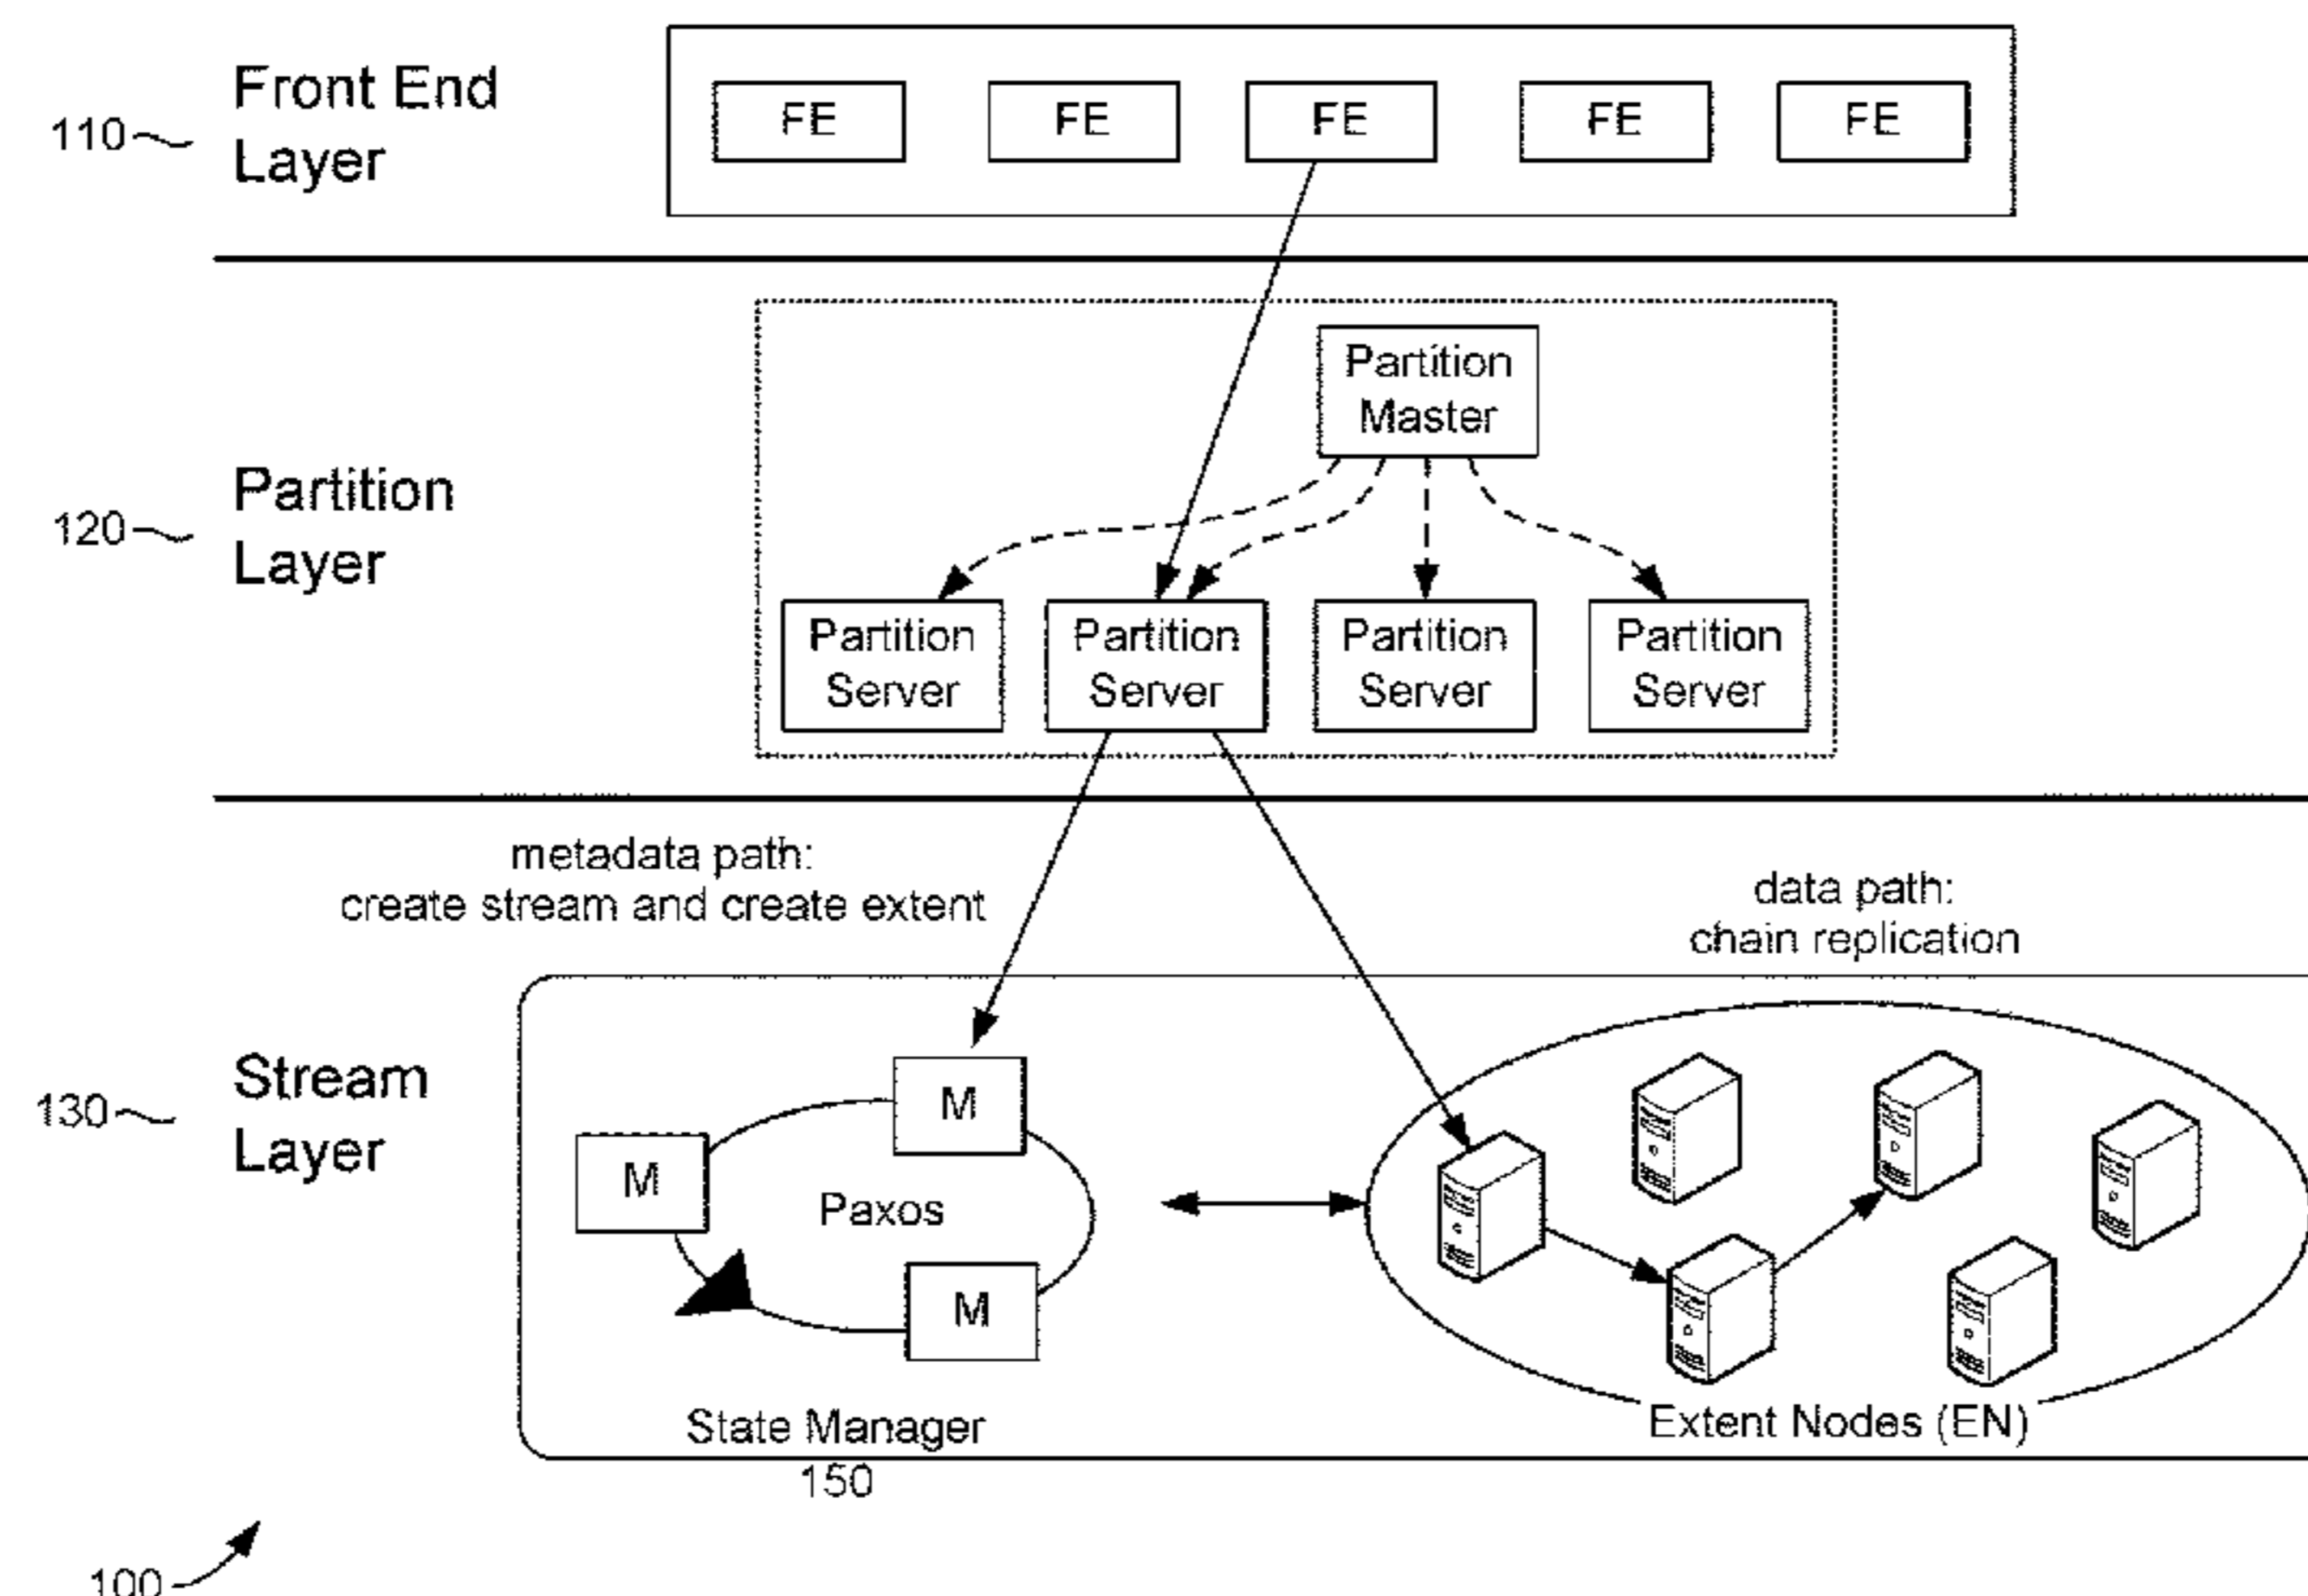 Front End
Layer
110
FE FE FE FE FE
Partition
Layer
120
Partition
Master
Partition
Server
Partition
Server
Partition
Server
Partition
Server
metadata path:
create stream and create extent
data path:
chain replication
Stream
Layer
130
M
M
Paxos
M
State Manager
150
Extent Nodes (EN)
100